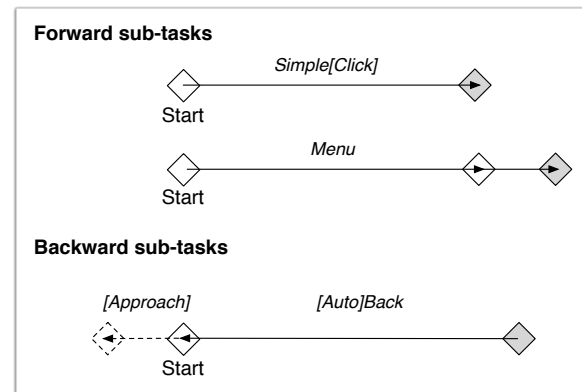 Forward sub-tasks
Simple[Click]
Start
Menu
Start
Backward sub-tasks
[Approach] [Auto]Back
Start